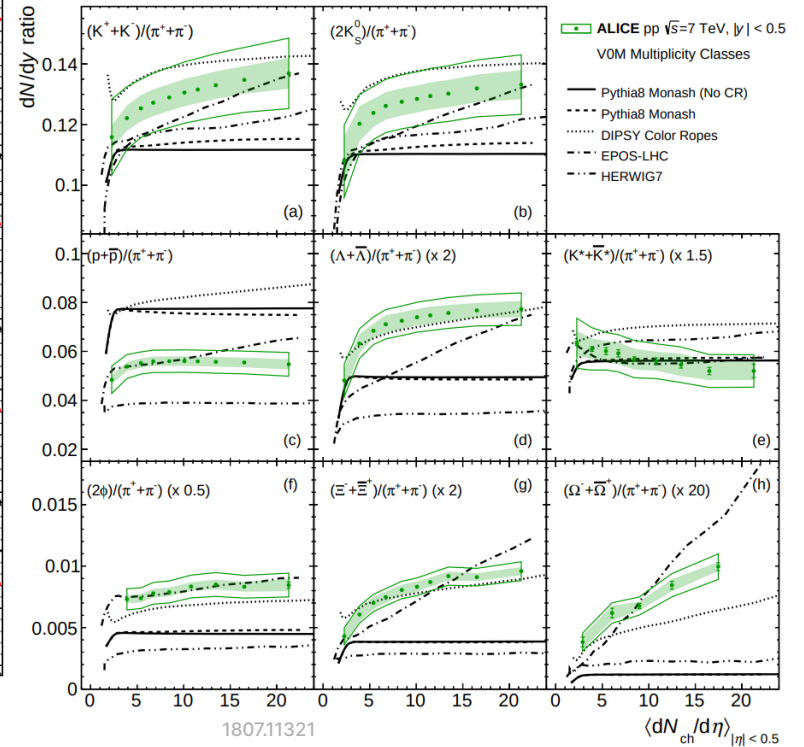 dN/dy ratio
(K⁺+K⁻)/(π⁺+π⁻)
(2K⁰_S)/(π⁺+π⁻)
ALICE pp √s=7 TeV, |y| < 0.5
V0M Multiplicity Classes
Pythia8 Monash (No CR)
Pythia8 Monash
DIPSY Color Ropes
EPOS-LHC
HERWIG7
0.14
0.12
0.1
(a)
(b)
(p+p̅)/(π⁺+π⁻)
(Λ+Λ̅)/(π⁺+π⁻) (x 2)
(K*+K̅*)/(π⁺+π⁻) (x 1.5)
0.1
0.08
0.06
0.04
0.02
(c)
(d)
(e)
(2ϕ)/(π⁺+π⁻) (x 0.5)
(f)
(Ξ⁻+Ξ̅⁺)/(π⁺+π⁻) (x 2)
(g)
(Ω⁻+Ω̅⁺)/(π⁺+π⁻) (x 20)
(h)
0.015
0.01
0.005
0
0 5 10 15 20
0 5 10 15 20
0 5 10 15 20
1807.11321
⟨dN_ch/dη⟩_|η| < 0.5